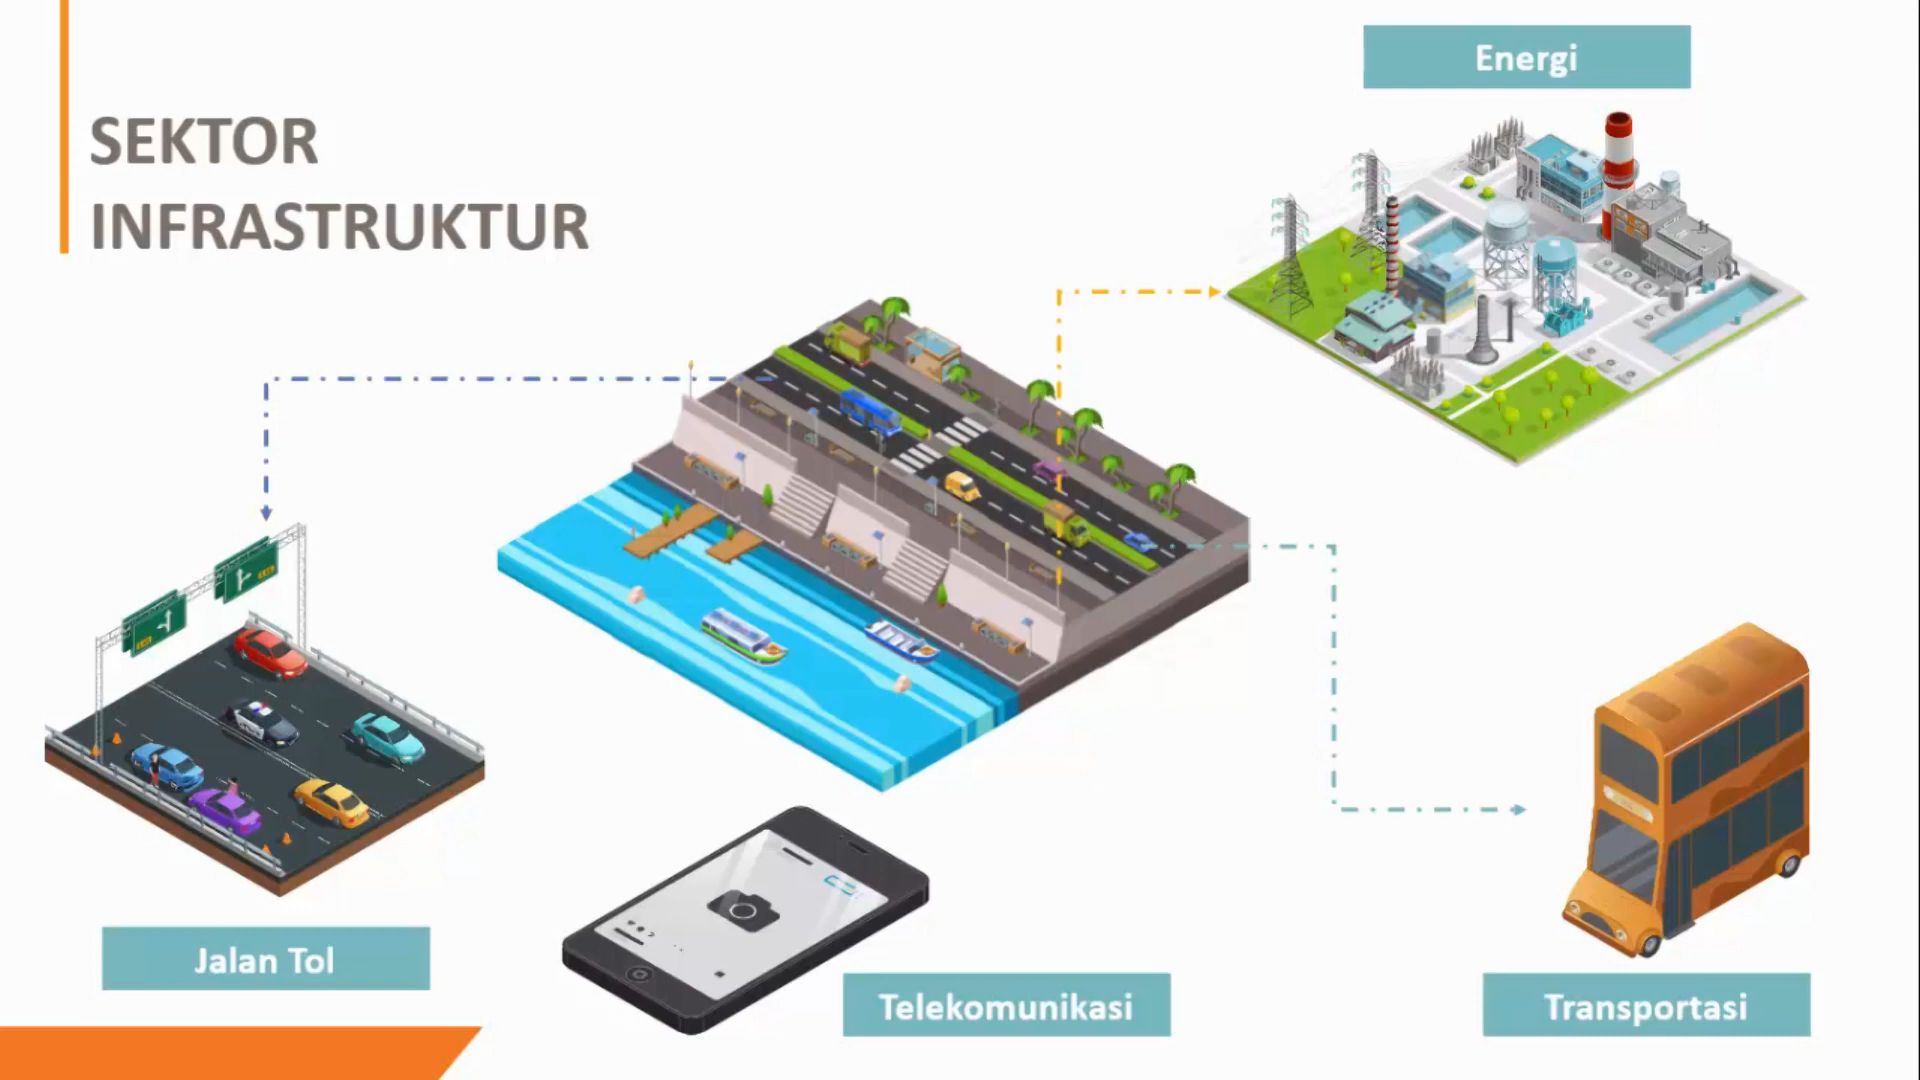 SEKTOR
INFRASTRUKTUR
Energi
Jalan Tol
Telekomunikasi
Transportasi